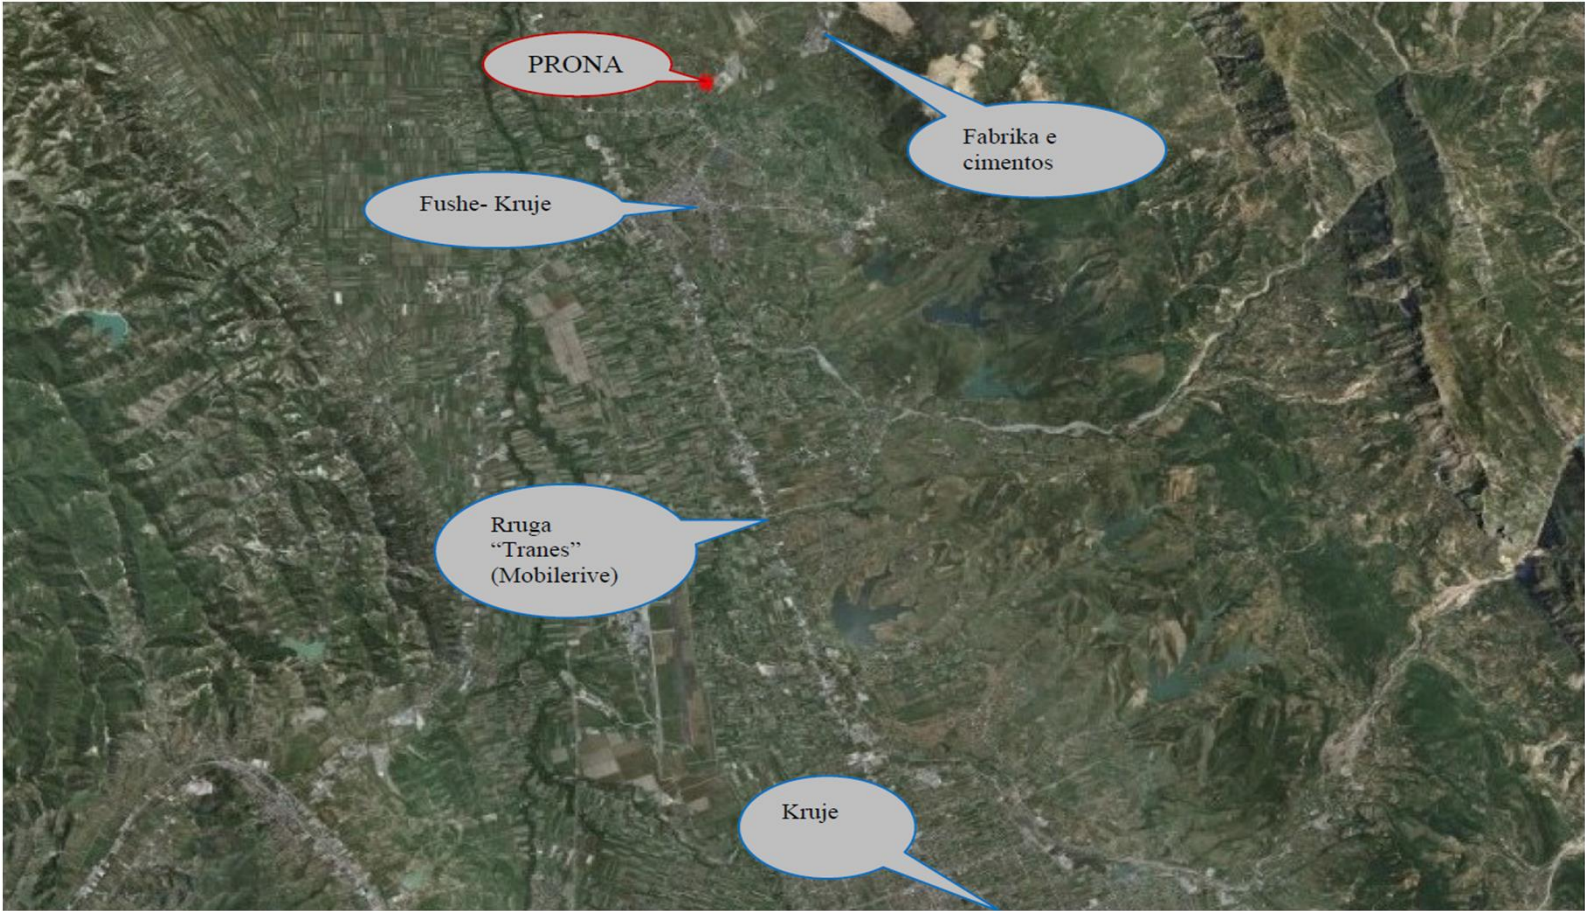 PRONA
Fabrika e
cimentos
Fushe- Kruje
Rruga
“Tranes”
(Mobilerive)
Kruje